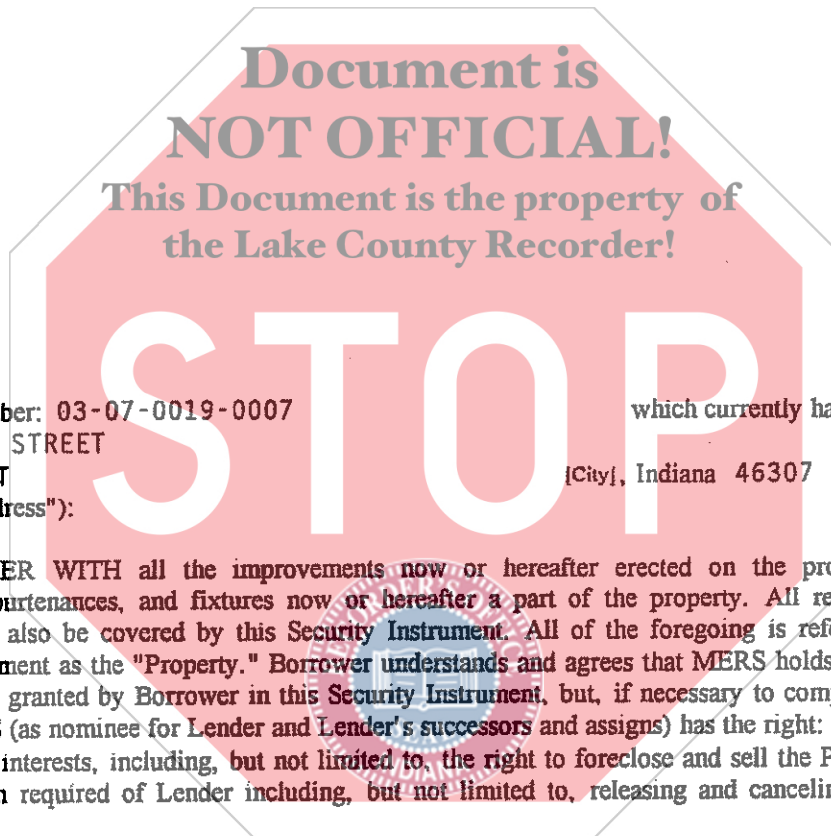 Document is
NOT OFFICIAL!
This Document is the property of
the Lake County Recorder!
STOP
ber: 03-07-0019-0007 which currently ha
STREET
[City], Indiana 46307
ress"):
ER WITH all the improvements now or hereafter erected on the pro
urtenances, and fixtures now or hereafter a part of the property. All re
also be covered by this Security Instrument. All of the foregoing is ref
ment as the "Property." Borrower understands and agrees that MERS holds
granted by Borrower in this Security Instrument, but, if necessary to com
(as nominee for Lender and Lender's successors and assigns) has the right:
interests, including, but not limited to, the right to foreclose and sell the P
required of Lender including, but not limited to, releasing and cancelin